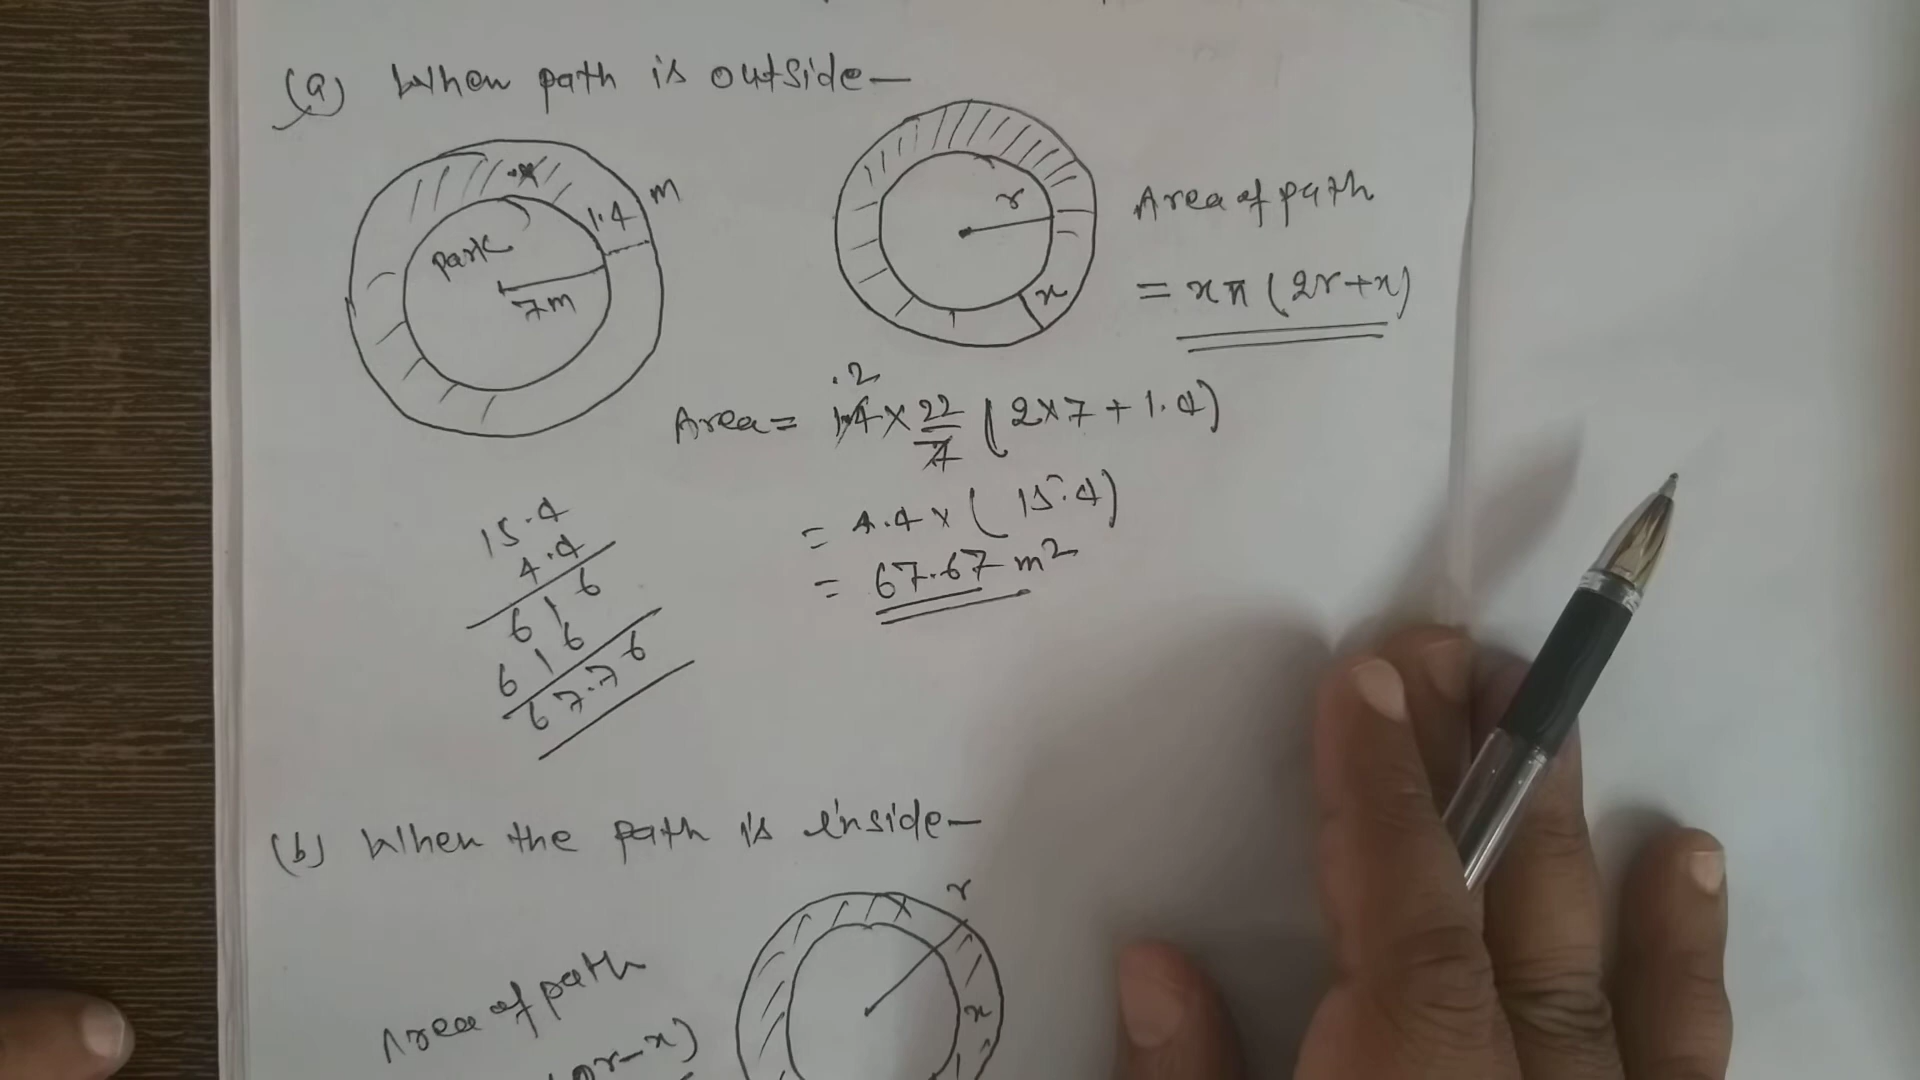 (a) When path is outside—
Park
7m
1.4 m
r
x
Area of path
= xπ (2r+x)
.2
Area = 1.4 × 22/7 (2×7 + 1.4)
= 4.4 × (15.4)
= 67.67 m²
15.4
4.4
616
616
67.76
(b) When the path is inside—
r
x
Area of path
r-x)